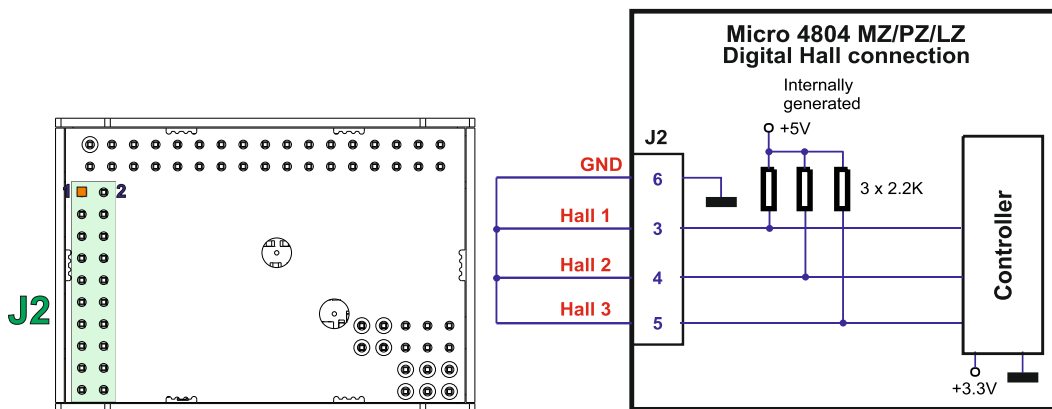 1
2
J2
Micro 4804 MZ/PZ/LZ
Digital Hall connection
Internally
generated
+5V
J2
GND
6
3 x 2.2K
Hall 1
3
Hall 2
4
Hall 3
5
Controller
+3.3V